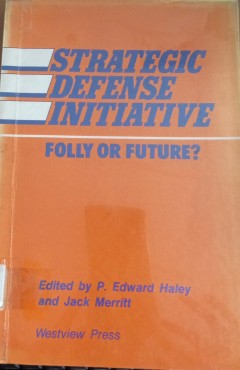 STRATEGIC
DEFENSE
INITIATIVE
FOLLY OR FUTURE?
Edited by P. Edward Haley
and Jack Merritt
Westview Press